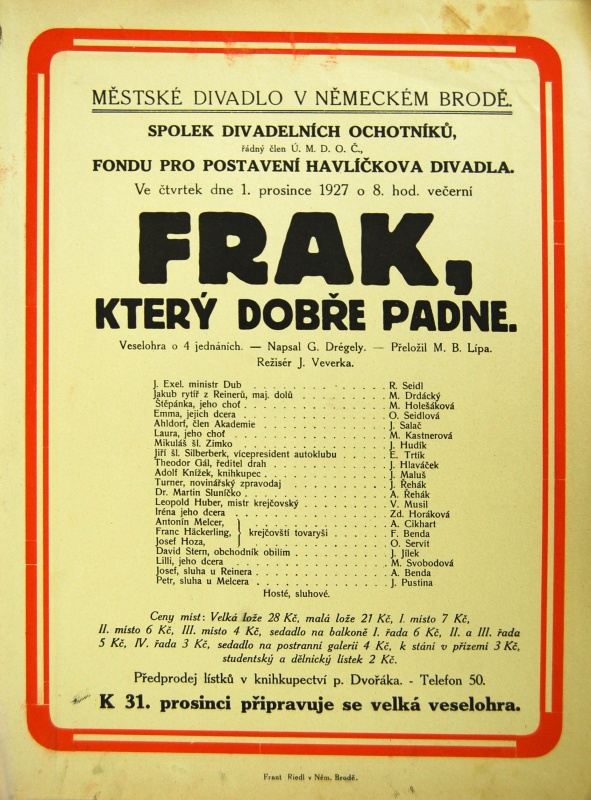 MĚSTSKÉ DIVADLO V NĚMECKÉM BRODĚ.
SPOLEK DIVADELNÍCH OCHOTNÍKŮ,
řádný člen Ú. M. D. O. Č.,
FONDU PRO POSTAVENÍ HAVLÍČKOVA DIVADLA.
Ve čtvrtek dne 1. prosince 1927 o 8. hod. večerní
FRAK,
KTERÝ DOBŘE PADNE.
Veselohra o 4 jednáních. — Napsal G. Drégely. — Přeložil M. B. Lípa.
Režisér J. Veverka.
J. Exel. ministr Dub . . . . . . . . . . . . . . R. Seidl
Jakub rytíř z Reinerů, maj. dolů . . . . . . . . . . M. Drdácký
Štěpánka, jeho choť . . . . . . . . . . . . . . M. Holešáková
Emma, jejich dcera . . . . . . . . . . . . . . O. Seidlová
Ahldorf, člen Akademie . . . . . . . . . . . . . J. Salač
Laura, jeho choť . . . . . . . . . . . . . . . M. Kastnerová
Mikuláš šl. Zimko . . . . . . . . . . . . . . . J. Hudík
Jiří šl. Silberberk, vicepresident autoklubu . . . . . E. Trtík
Theodor Gál, ředitel drah . . . . . . . . . . . . J. Hlaváček
Adolf Knížek, knihkupec . . . . . . . . . . . . . J. Maluš
Turner, novinářský zpravodaj . . . . . . . . . . . J. Řehák
Dr. Martin Sluníčko . . . . . . . . . . . . . . A. Řehák
Leopold Huber, mistr krejčovský . . . . . . . . . . V. Musil
Iréna jeho dcera . . . . . . . . . . . . . . . Zd. Horáková
Antonín Melcer, . . . . . . . . . . . . . . . A. Cikhart
Franc Häckerling, } krejčovští tovaryši . . . . . . . F. Benda
Josef Hoza, . . . . . . . . . . . . . . . . . O. Servit
David Stern, obchodník obilím . . . . . . . . . . J. Jílek
Lilli, jeho dcera . . . . . . . . . . . . . . . M. Svobodová
Josef, sluha u Reinera . . . . . . . . . . . . . A. Benda
Petr, sluha u Melcera . . . . . . . . . . . . . J. Pustina
Hosté, sluhové.
Ceny míst: Velká lože 28 Kč, malá lože 21 Kč, I. místo 7 Kč,
II. místo 6 Kč, III. místo 4 Kč, sedadlo na balkoně I. řada 6 Kč, II. a III. řada
5 Kč, IV. řada 3 Kč, sedadlo na postranní galerii 4 Kč, k stání v přízemí 3 Kč,
studentský a dělnický lístek 2 Kč.
Předprodej lístků v knihkupectví p. Dvořáka. - Telefon 50.
K 31. prosinci připravuje se velká veselohra.
Frant Riedl v Něm. Brodě.